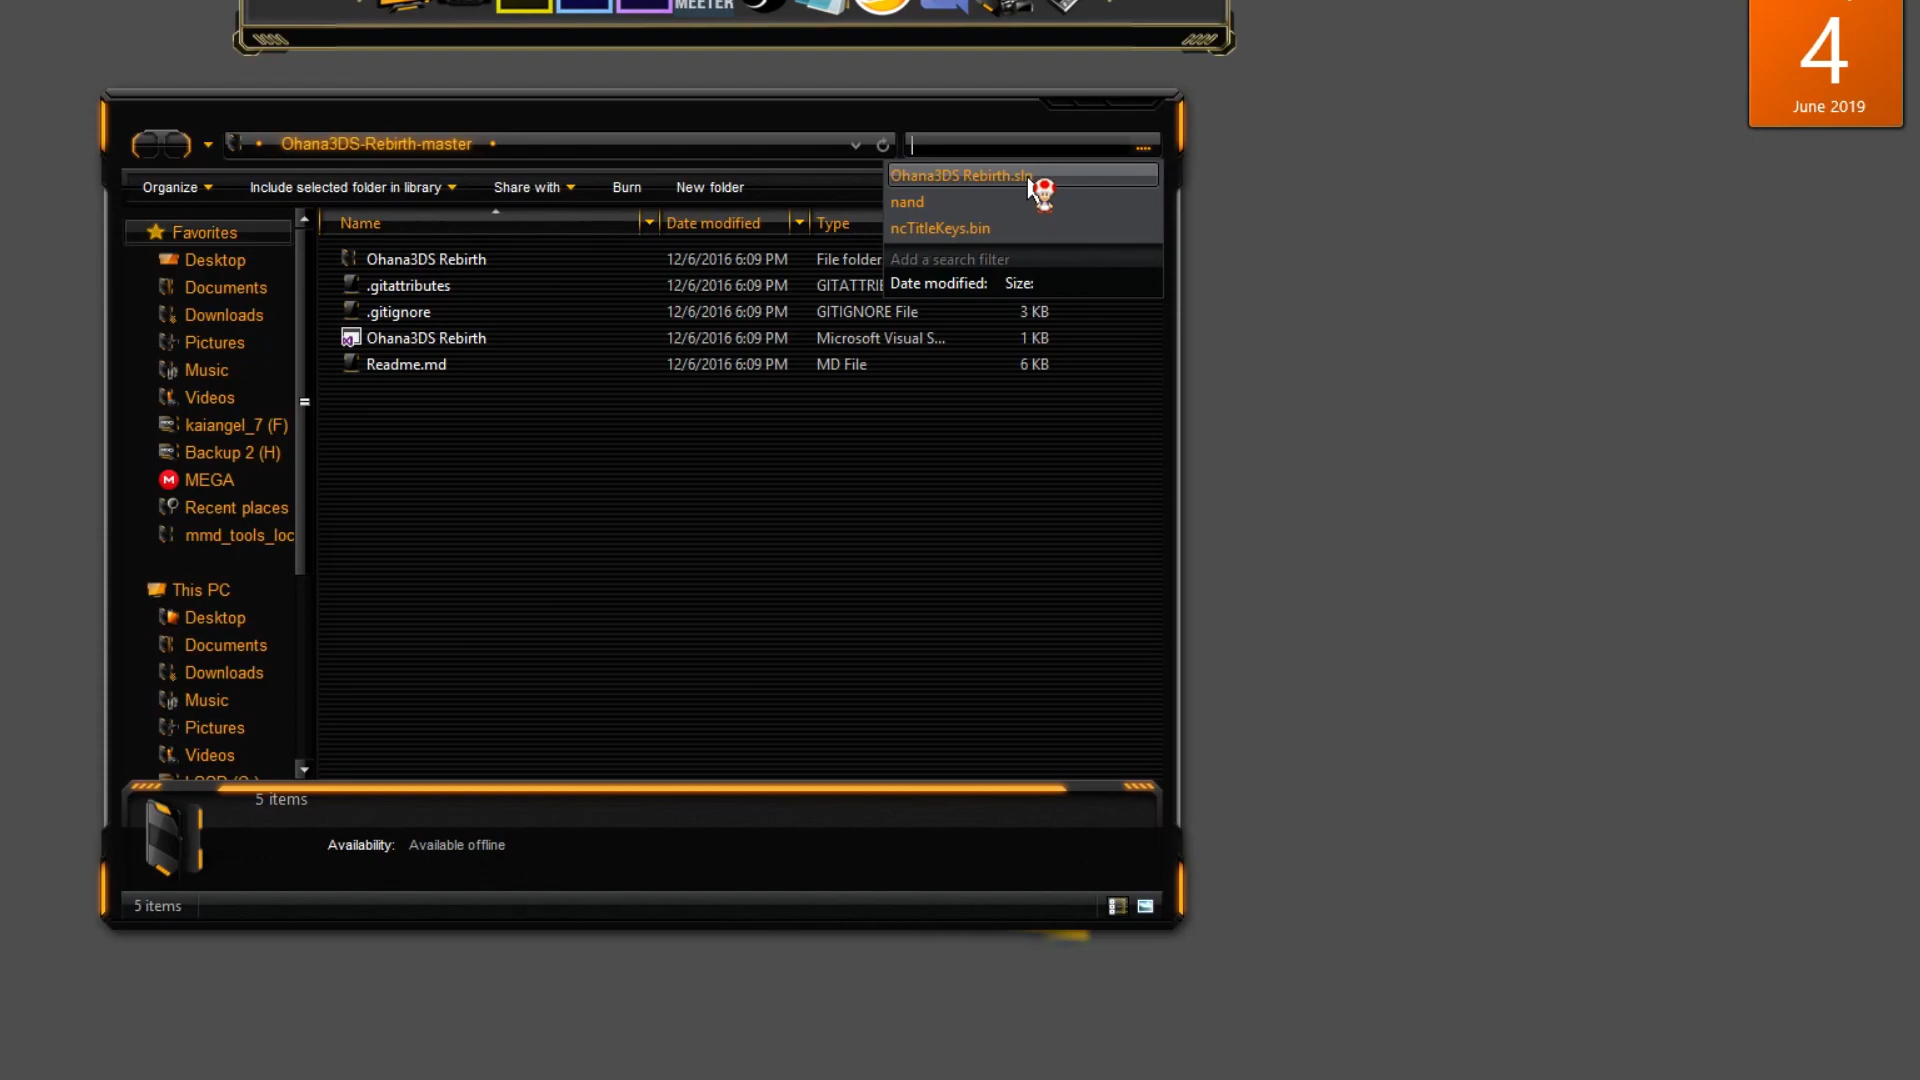 MEETER
4
June 2019
Ohana3DS-Rebirth-master
Organize
Include selected folder in library
Share with
Burn
New folder
Ohana3DS Rebirth.sln
nand
ncTitleKeys.bin
Add a search filter
Date modified: Size:
Name Date modified Type
Ohana3DS Rebirth 12/6/2016 6:09 PM File folder
.gitattributes 12/6/2016 6:09 PM GITATTRIE
.gitignore 12/6/2016 6:09 PM GITIGNORE File 3 KB
Ohana3DS Rebirth 12/6/2016 6:09 PM Microsoft Visual S... 1 KB
Readme.md 12/6/2016 6:09 PM MD File 6 KB
Favorites
Desktop
Documents
Downloads
Pictures
Music
Videos
kaiangel_7 (F)
Backup 2 (H)
MEGA
Recent places
mmd_tools_loc
This PC
Desktop
Documents
Downloads
Music
Pictures
Videos
5 items
Availability: Available offline
5 items